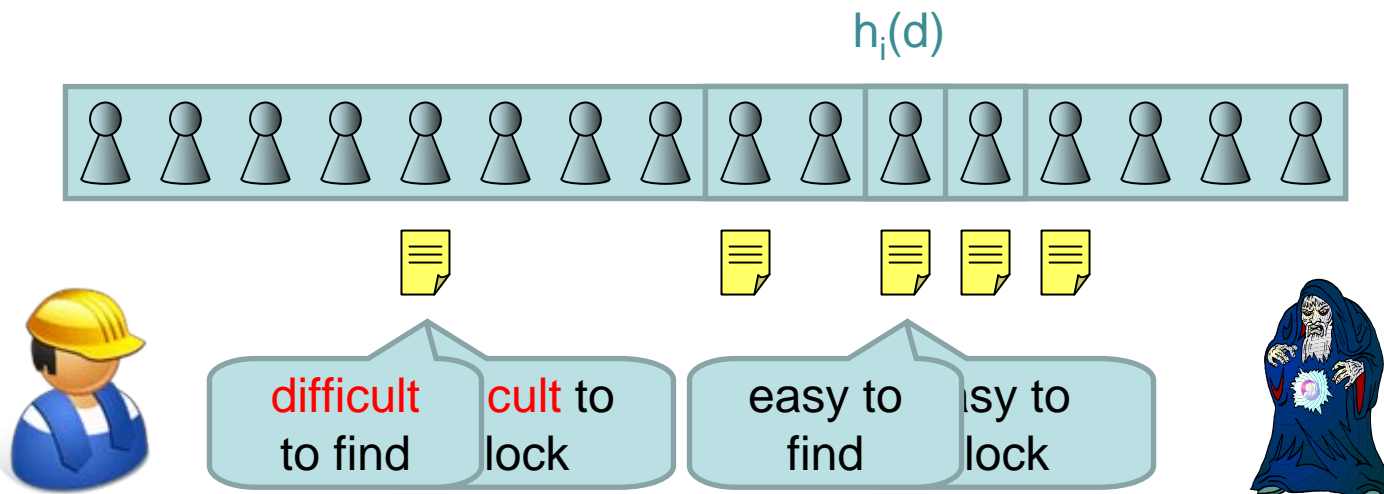 hᵢ(d)
difficult
to find
cult to
lock
easy to
find
sy to
lock